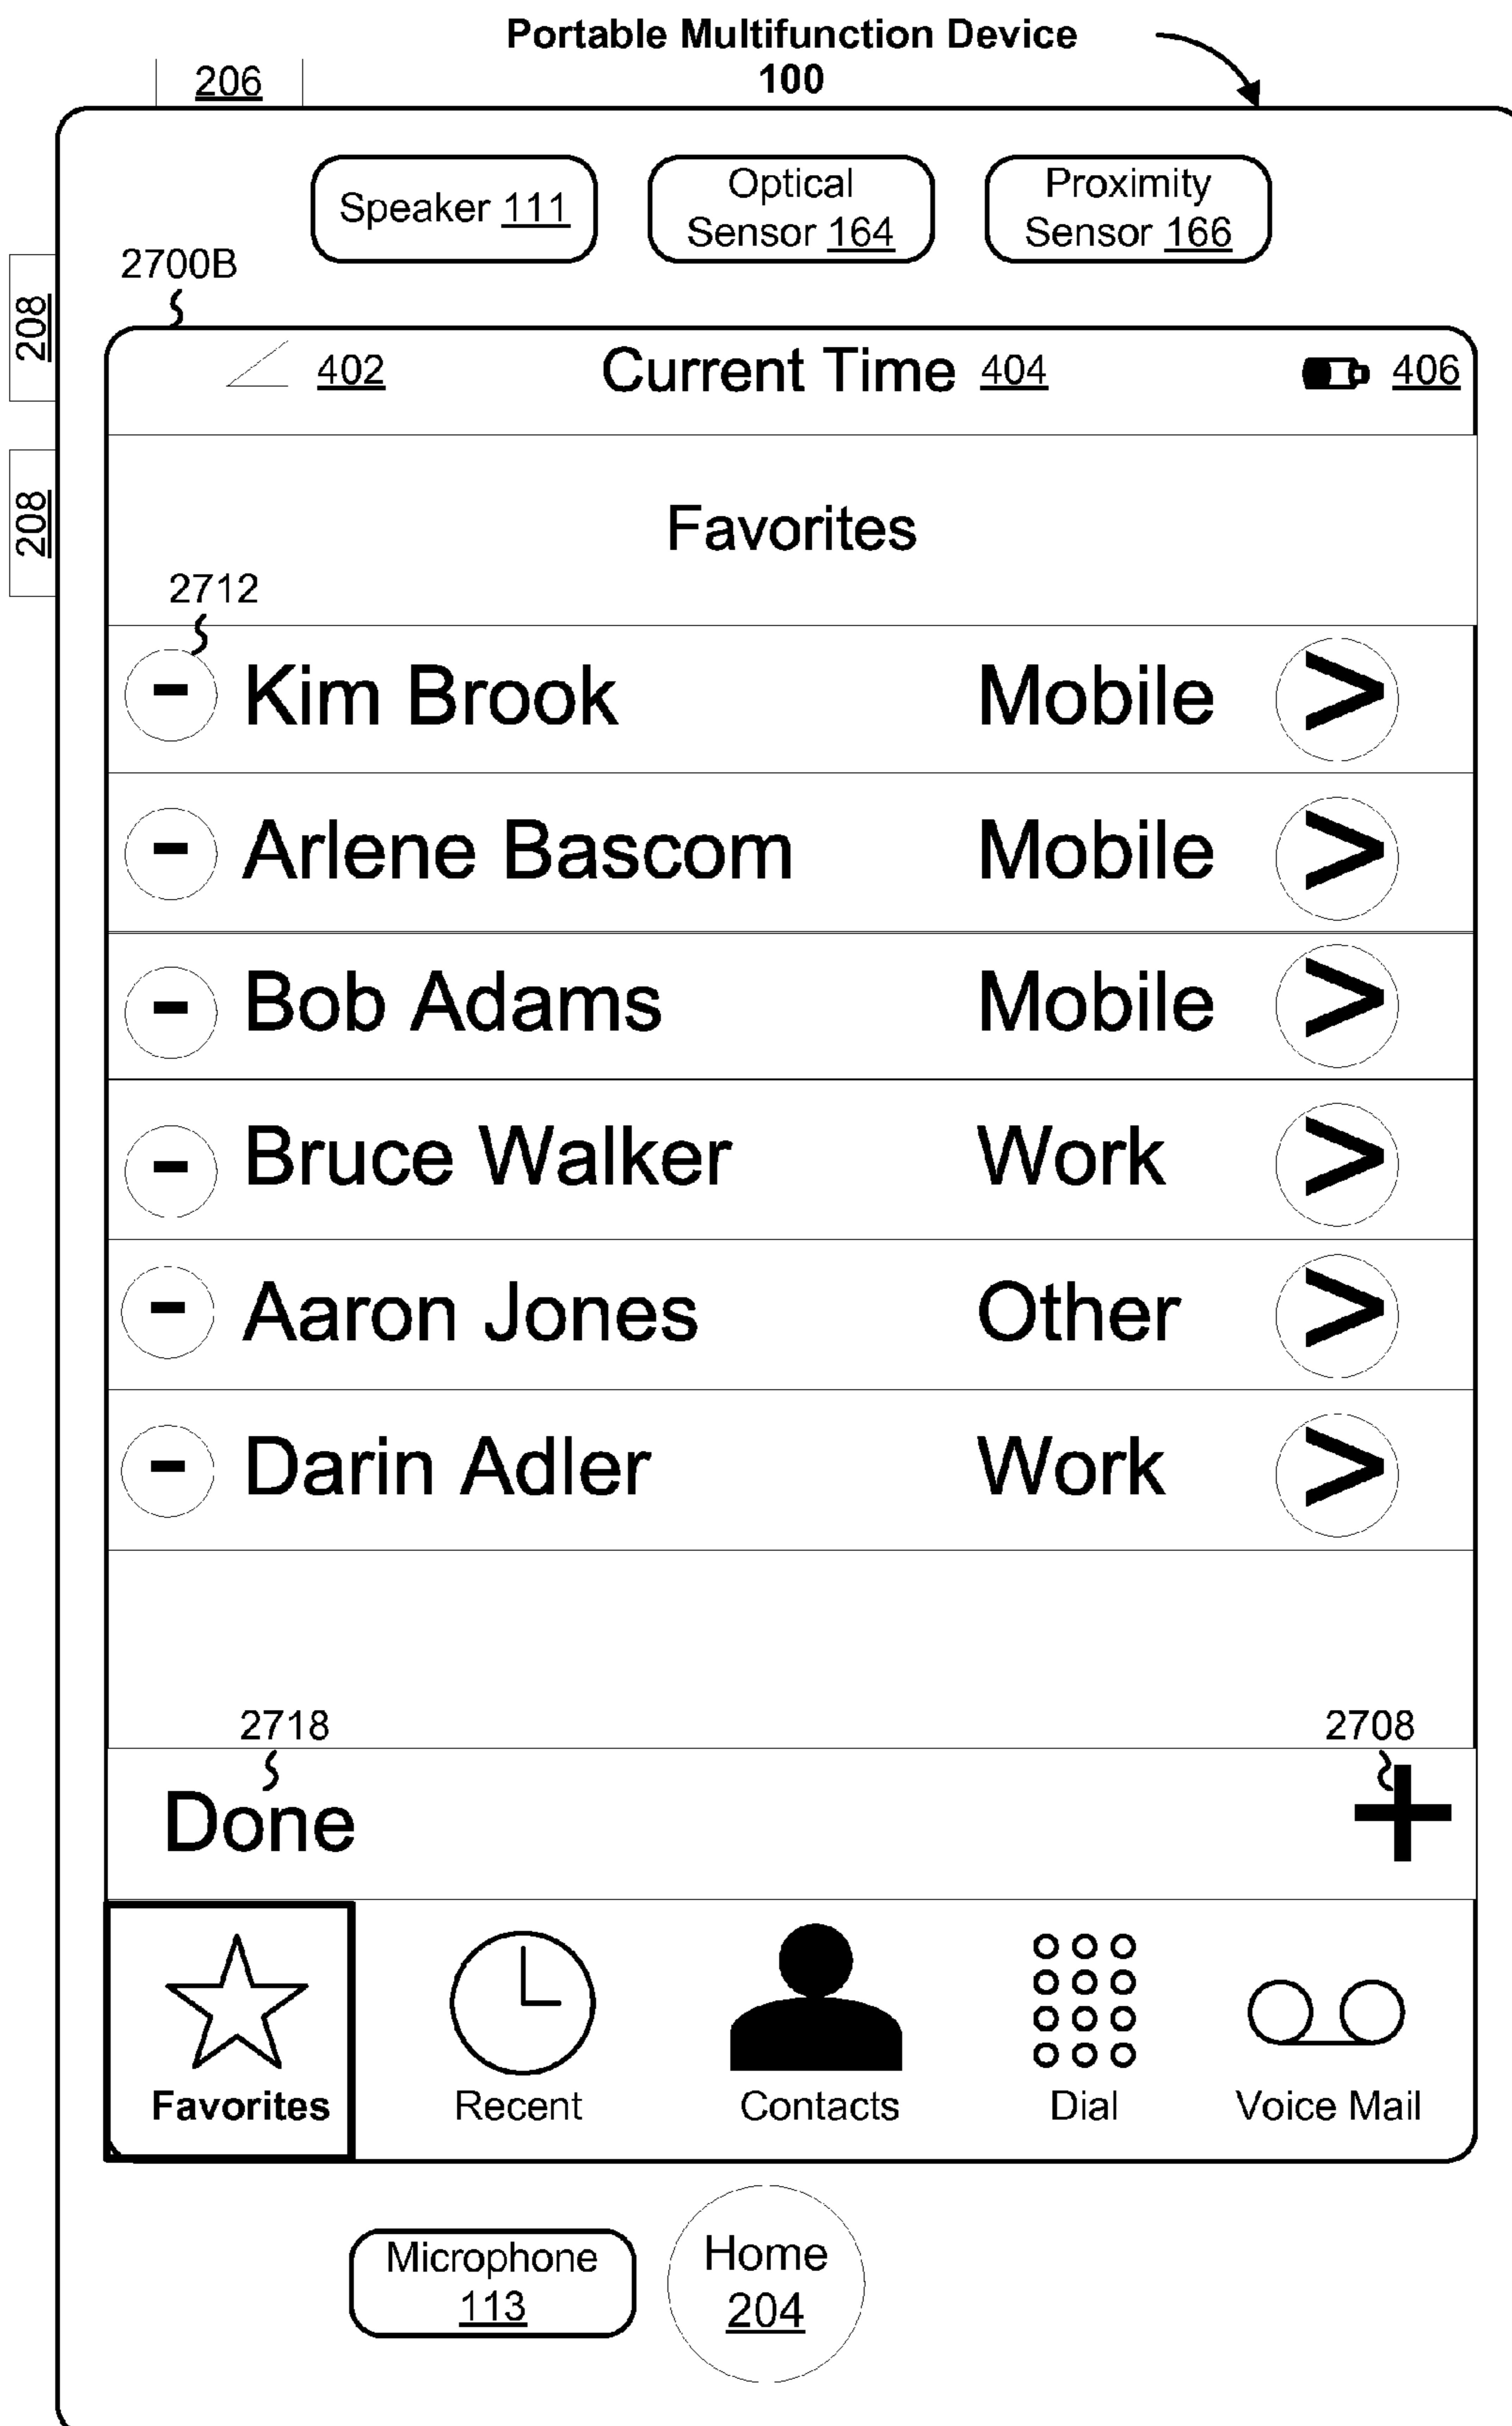 Portable Multifunction Device
100
206
Speaker 111
Optical
Sensor 164
Proximity
Sensor 166
2700B
208
402 Current Time 404 406
208
Favorites
2712
- Kim Brook Mobile >
- Arlene Bascom Mobile >
- Bob Adams Mobile >
- Bruce Walker Work >
- Aaron Jones Other >
- Darin Adler Work >
2718 2708
Done +
Favorites Recent Contacts Dial Voice Mail
Microphone
113
Home
204